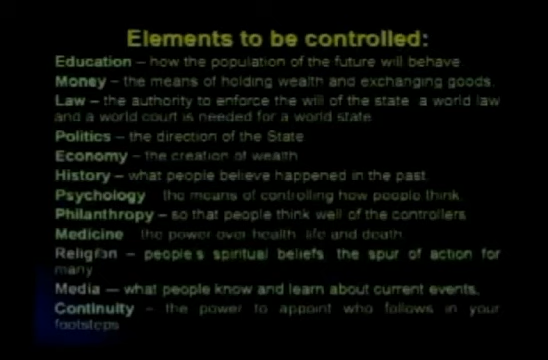 Elements to be controlled:
Education – how the population of the future will behave
Money – the means of holding wealth and exchanging goods.
Law – the authority to enforce the will of the state a world law
and a world court is needed for a world state
Politics – the direction of the State
Economy – the creation of wealth
History – what people believe happened in the past.
Psychology the means of controlling how people think.
Philanthropy – so that people think well of the controllers
Medicine the power over health life and death.
Religion – people's spiritual beliefs the spur of action for
many
Media — what people know and learn about current events.
Continuity – the power to appoint who follows in your
footsteps